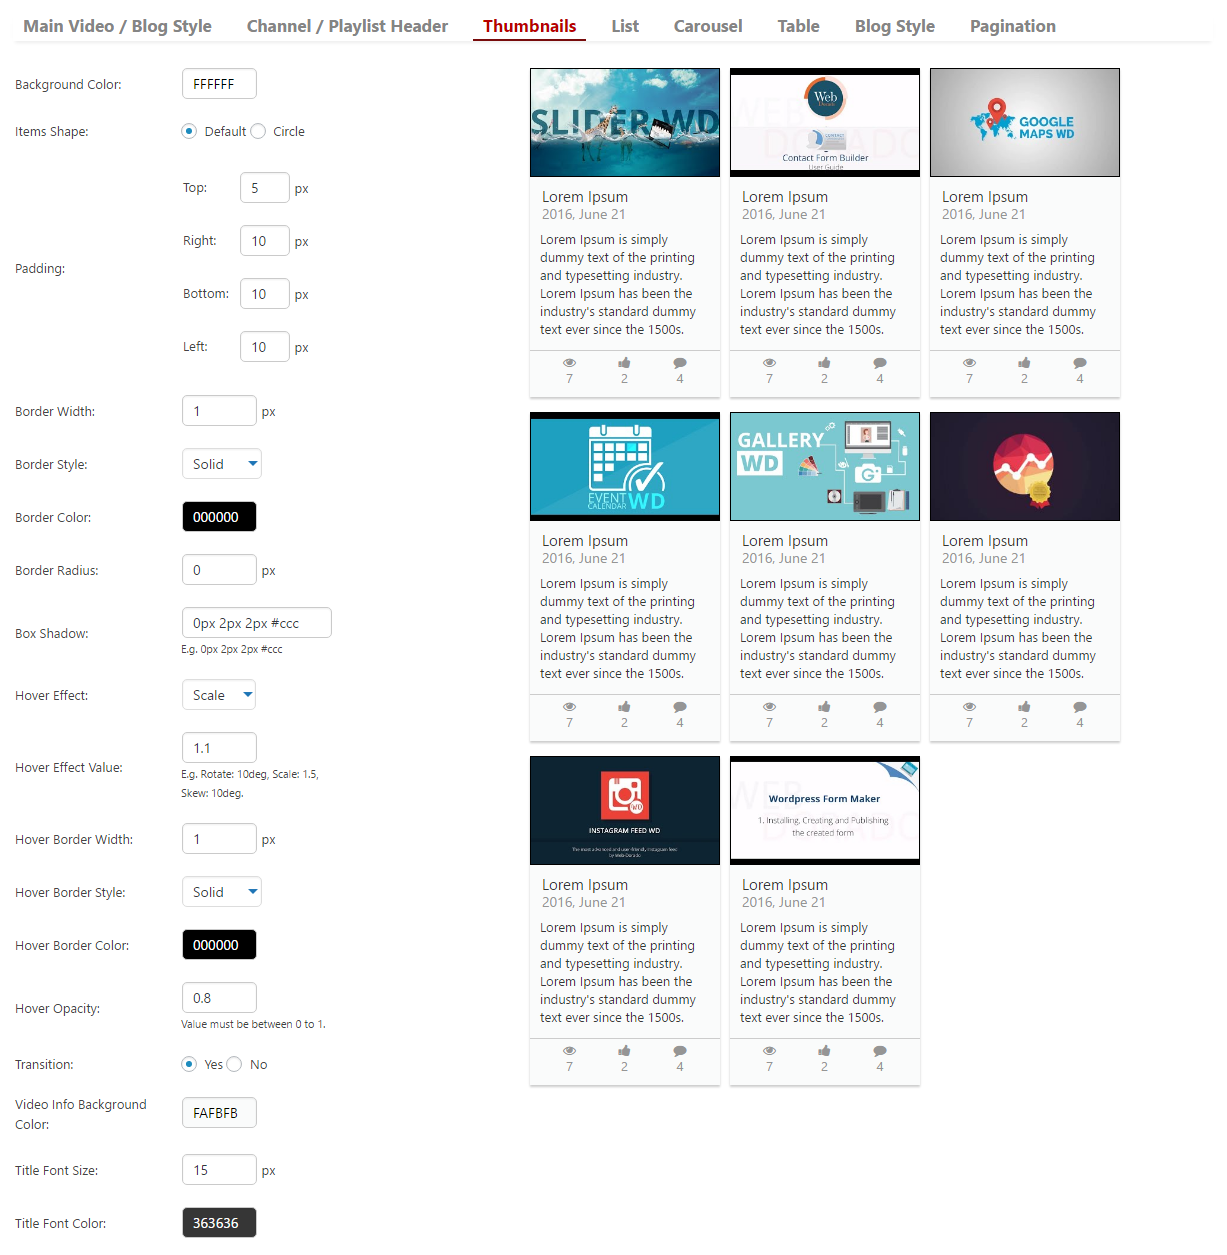 Main Video / Blog Style Channel / Playlist Header Thumbnails List Carousel Table Blog Style Pagination
Background Color: FFFFFF
Items Shape: Default Circle
Padding:
Top: 5 px
Right: 10 px
Bottom: 10 px
Left: 10 px
Border Width: 1 px
Border Style: Solid
Border Color: 000000
Border Radius: 0 px
Box Shadow: 0px 2px 2px #ccc
E.g. 0px 2px 2px #ccc
Hover Effect: Scale
Hover Effect Value: 1.1
E.g. Rotate: 10deg, Scale: 1.5,
Skew: 10deg.
Hover Border Width: 1 px
Hover Border Style: Solid
Hover Border Color: 000000
Hover Opacity: 0.8
Value must be between 0 to 1.
Transition: Yes No
Video Info Background
Color: FAFBFB
Title Font Size: 15 px
Title Font Color: 363636
SLIDER WD
Lorem Ipsum
2016, June 21
Lorem Ipsum is simply
dummy text of the printing
and typesetting industry.
Lorem Ipsum has been the
industry's standard dummy
text ever since the 1500s.
7 2 4
WEB
DORADO
Web
Dorado
Contact Form Builder
User Guide
Lorem Ipsum
2016, June 21
Lorem Ipsum is simply
dummy text of the printing
and typesetting industry.
Lorem Ipsum has been the
industry's standard dummy
text ever since the 1500s.
7 2 4
GOOGLE
MAPS WD
Lorem Ipsum
2016, June 21
Lorem Ipsum is simply
dummy text of the printing
and typesetting industry.
Lorem Ipsum has been the
industry's standard dummy
text ever since the 1500s.
7 2 4
EVENT
CALENDAR WD
Lorem Ipsum
2016, June 21
Lorem Ipsum is simply
dummy text of the printing
and typesetting industry.
Lorem Ipsum has been the
industry's standard dummy
text ever since the 1500s.
7 2 4
GALLERY
WD
G
Lorem Ipsum
2016, June 21
Lorem Ipsum is simply
dummy text of the printing
and typesetting industry.
Lorem Ipsum has been the
industry's standard dummy
text ever since the 1500s.
7 2 4
Lorem Ipsum
2016, June 21
Lorem Ipsum is simply
dummy text of the printing
and typesetting industry.
Lorem Ipsum has been the
industry's standard dummy
text ever since the 1500s.
7 2 4
WD
INSTAGRAM FEED WD
The most advanced and user-friendly Instagram feed
by Web-Dorado
Lorem Ipsum
2016, June 21
Lorem Ipsum is simply
dummy text of the printing
and typesetting industry.
Lorem Ipsum has been the
industry's standard dummy
text ever since the 1500s.
7 2 4
WEB
DORADO
Wordpress Form Maker
1. Installing, Creating and Publishing
the created form
Lorem Ipsum
2016, June 21
Lorem Ipsum is simply
dummy text of the printing
and typesetting industry.
Lorem Ipsum has been the
industry's standard dummy
text ever since the 1500s.
7 2 4